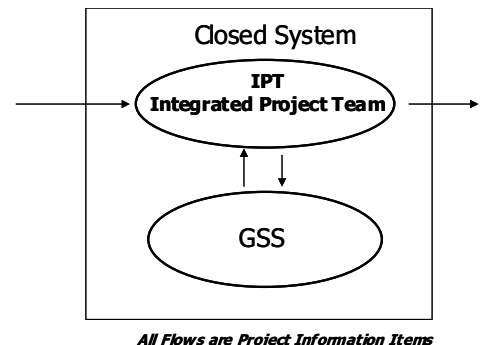 Closed System
IPT
Integrated Project Team
GSS
All Flows are Project Information Items